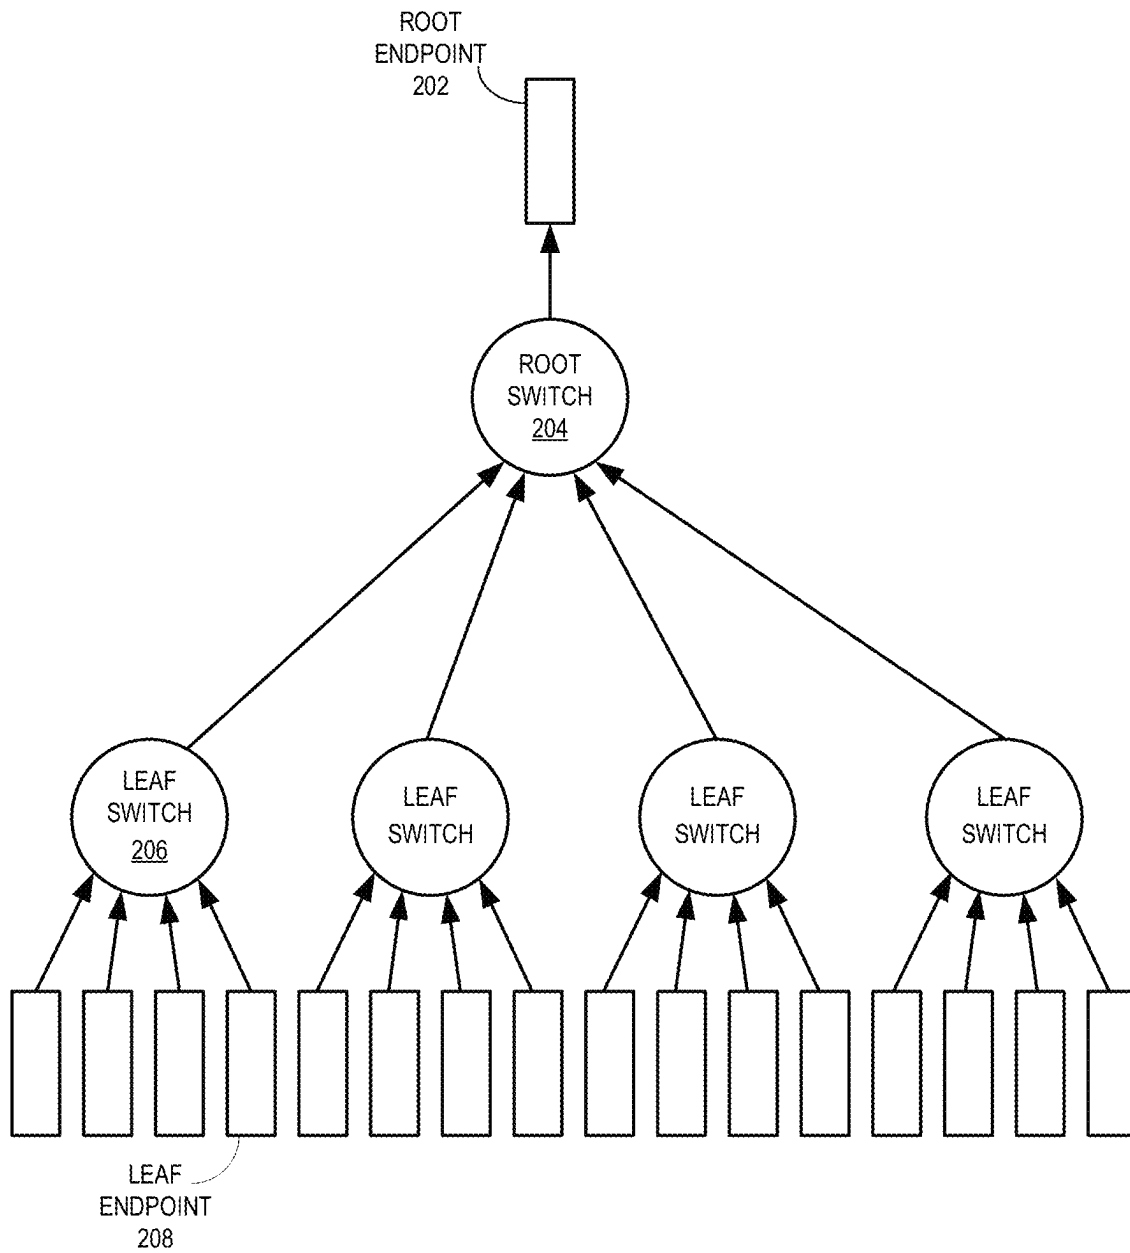 ROOT
ENDPOINT
202
ROOT
SWITCH
204
LEAF
SWITCH
206
LEAF
SWITCH
LEAF
SWITCH
LEAF
SWITCH
LEAF
ENDPOINT
208